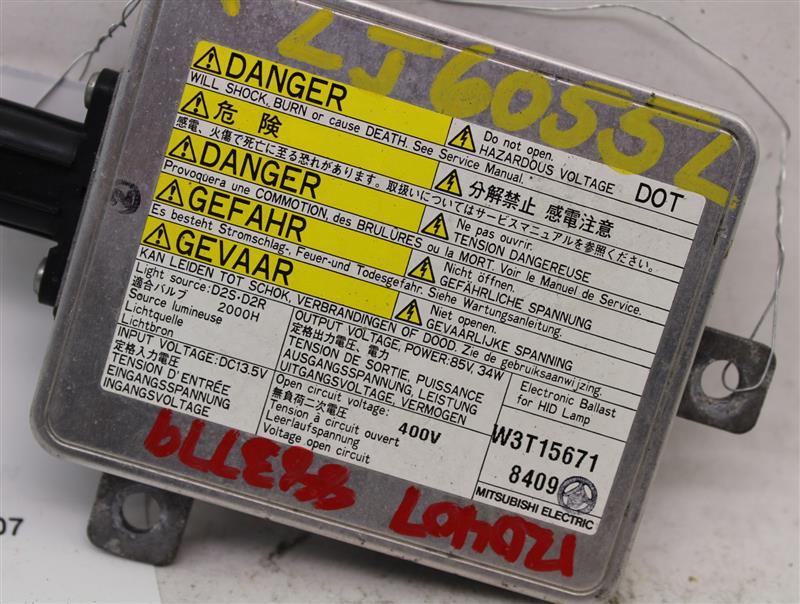 LJ60557
DANGER
WILL SHOCK, BURN or cause DEATH. See Service Manual.
Do not open.
HAZARDOUS VOLTAGE
DOT
危険
感電、火傷で死亡に至る恐れがあります。取扱いについてはサービスマニュアルを参照ください。
分解禁止 感電注意
DANGER
Provoquera une COMMOTION, des BRULURES ou la MORT. Voir le Manuel de Service.
Ne pas ouvrir.
TENSION DANGEREUSE
GEFAHR
Es besteht Stromschlag-, Feuer-und Todesgefahr. Siehe Wartungsanleitung.
Nicht öffnen.
GEFÄHRLICHE SPANNUNG
GEVAAR
KAN LEIDEN TOT SCHOK, VERBRANDINGEN OF DOOD. Zie de gebruiksaanwijzing.
Niet openen.
GEVAARLIJKE SPANNING
Light source:D2S·D2R
適合バルブ 2000H
Source lumineuse
Lichtquelle
Lichtbron
OUTPUT VOLTAGE, POWER:85V, 34W
定格出力電圧、電力
TENSION DE SORTIE, PUISSANCE
AUSGANGSSPANNUNG, LEISTUNG
UITGANGSVOLTAGE, VERMOGEN
INPUT VOLTAGE:DC13.5V
定格入力電圧
TENSION D'ENTRÉE
EINGANGSSPANNUNG
INGANGSVOLTAGE
Open circuit voltage:
無負荷二次電圧 400V
Tension à circuit ouvert
Leerlaufspannung
Voltage open circuit
Electronic Ballast
for HID Lamp
W3T15671
8409
MITSUBISHI ELECTRIC
883779
12D407
07